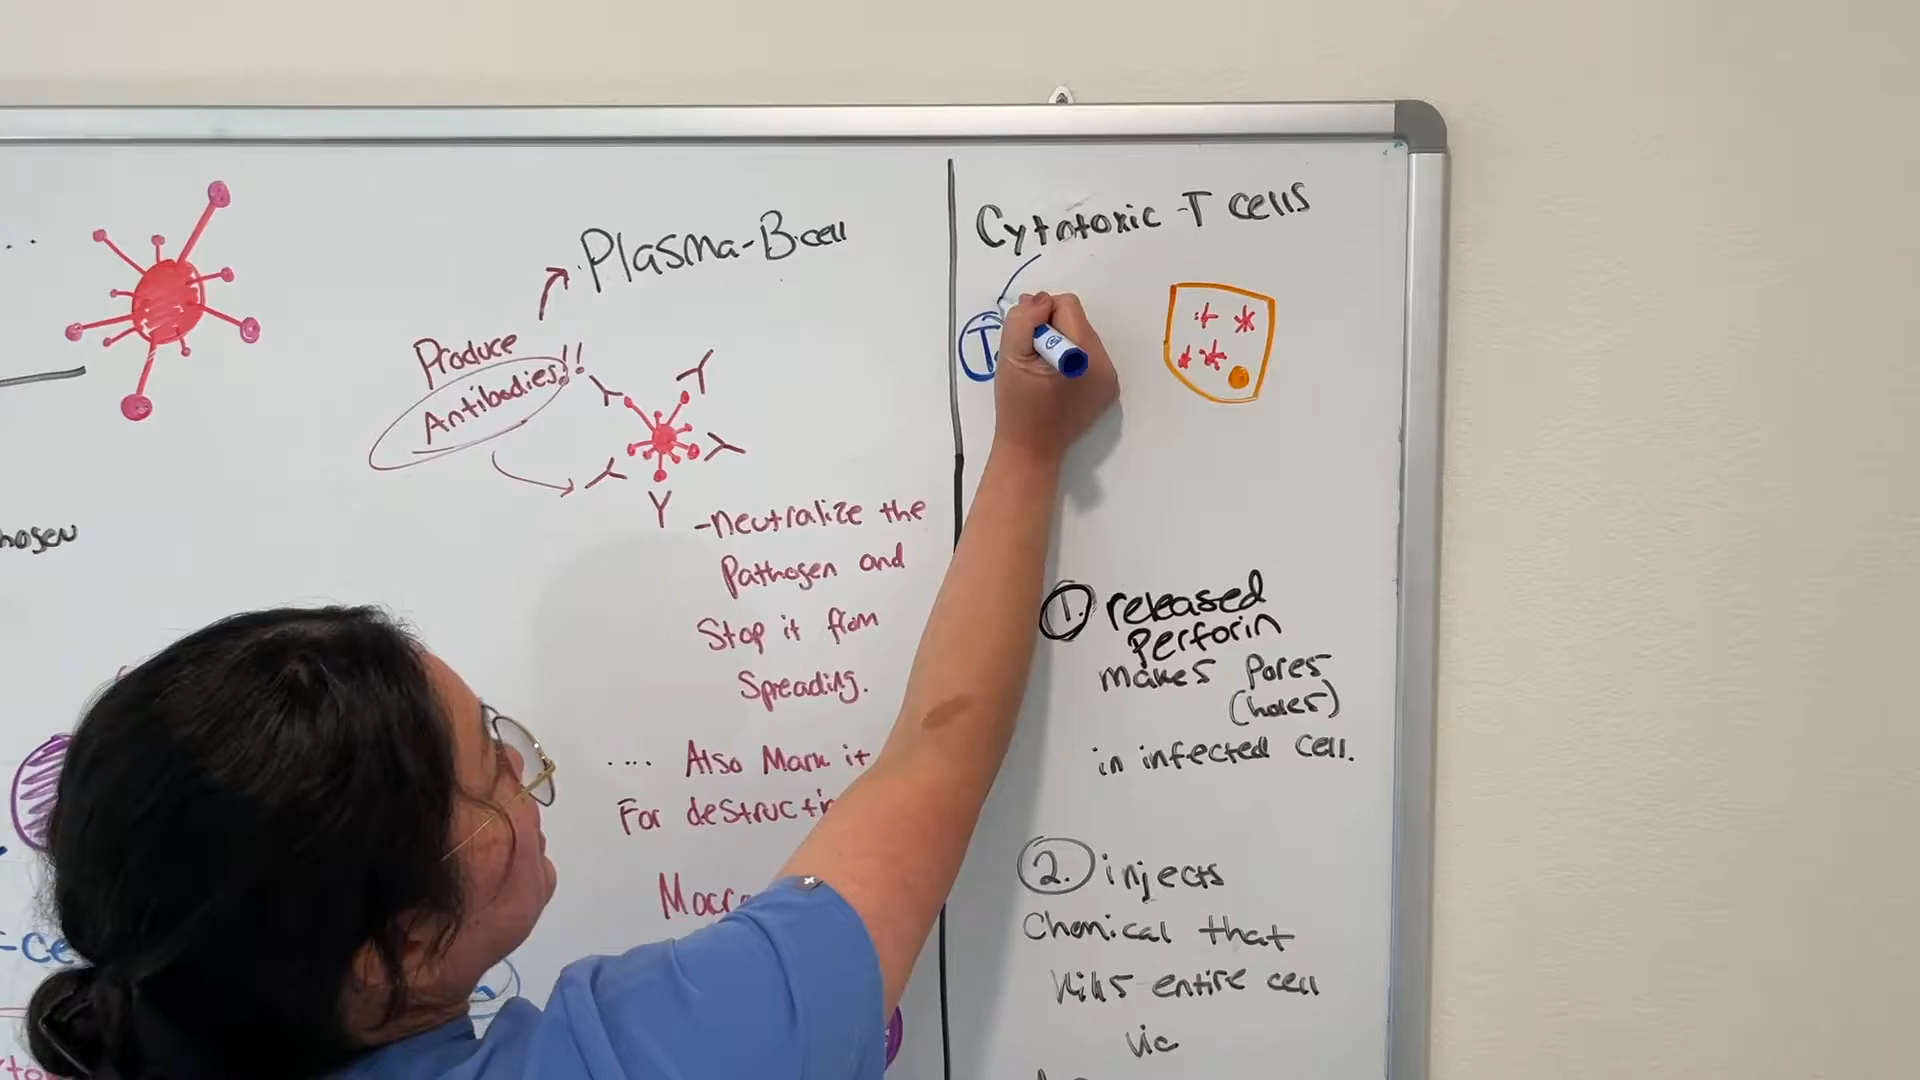 Plasma-B-cell
Produce
Antibodies!!
-neutralize the
Pathogen and
Stop it from
Spreading.
.... Also Mark it
For
Cytotoxic -T cells
T
1. released
Perforin
makes Pores
(holes)
in infected cell.
2. injects
Chemical that
kills entire cell
via